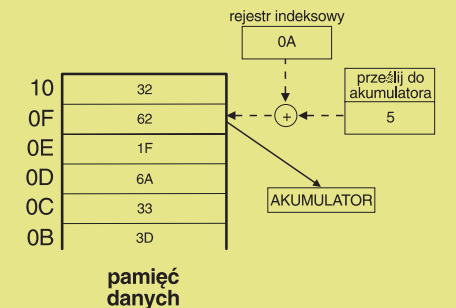 rejestr indeksowy
0A
prześlij do
akumulatora
5
+
10 32
0F 62
0E 1F
0D 6A
0C 33
0B 3D
AKUMULATOR
pamięć
danych